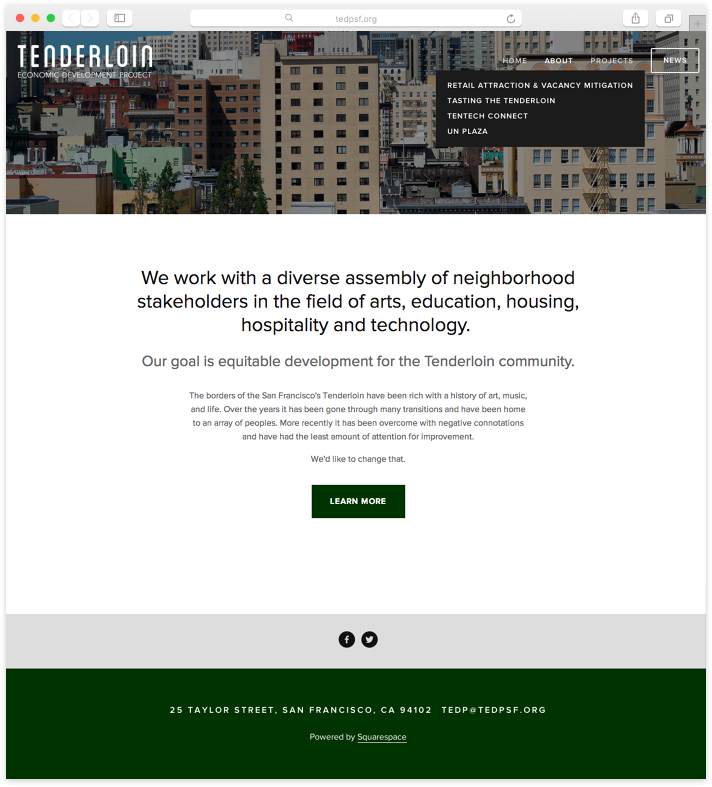 tedpsf.org
TENDERLOIN
ECONOMIC DEVELOPMENT PROJECT
HOME
ABOUT
PROJECTS
NEWS
RETAIL ATTRACTION & VACANCY MITIGATION
TASTING THE TENDERLOIN
TENTECH CONNECT
UN PLAZA
We work with a diverse assembly of neighborhood
stakeholders in the field of arts, education, housing,
hospitality and technology.
Our goal is equitable development for the Tenderloin community.
The borders of the San Francisco's Tenderloin have been rich with a history of art, music,
and life. Over the years it has been gone through many transitions and have been home
to an array of peoples. More recently it has been overcome with negative connotations
and have had the least amount of attention for improvement.
We'd like to change that.
LEARN MORE
25 TAYLOR STREET, SAN FRANCISCO, CA 94102 TEDP@TEDPSF.ORG
Powered by Squarespace